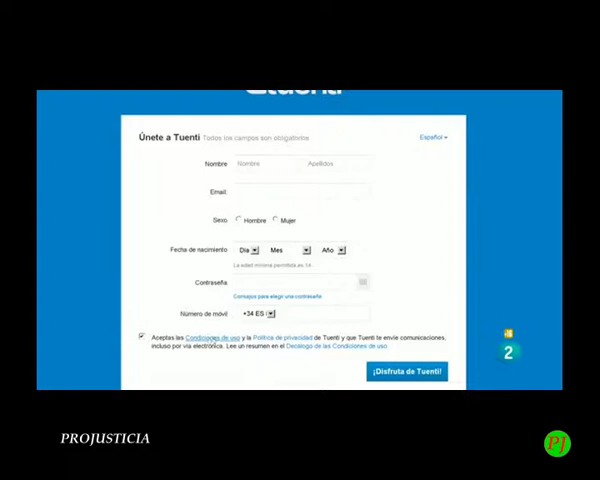 tuenti
Únete a Tuenti Todos los campos son obligatorios
Español
Nombre Nombre Apellidos
Email:
Sexo Hombre Mujer
Fecha de nacimiento Día Mes Año
La edad mínima permitida es 14
Contraseña
Consejos para elegir una contraseña
Número de móvil +34 ES
Aceptas las Condiciones de uso y la Política de privacidad de Tuenti y que Tuenti te envíe comunicaciones,
incluso por vía electrónica. Lee un resumen en el Decálogo de las Condiciones de uso.
¡Disfruta de Tuenti!
2
PROJUSTICIA
PJ